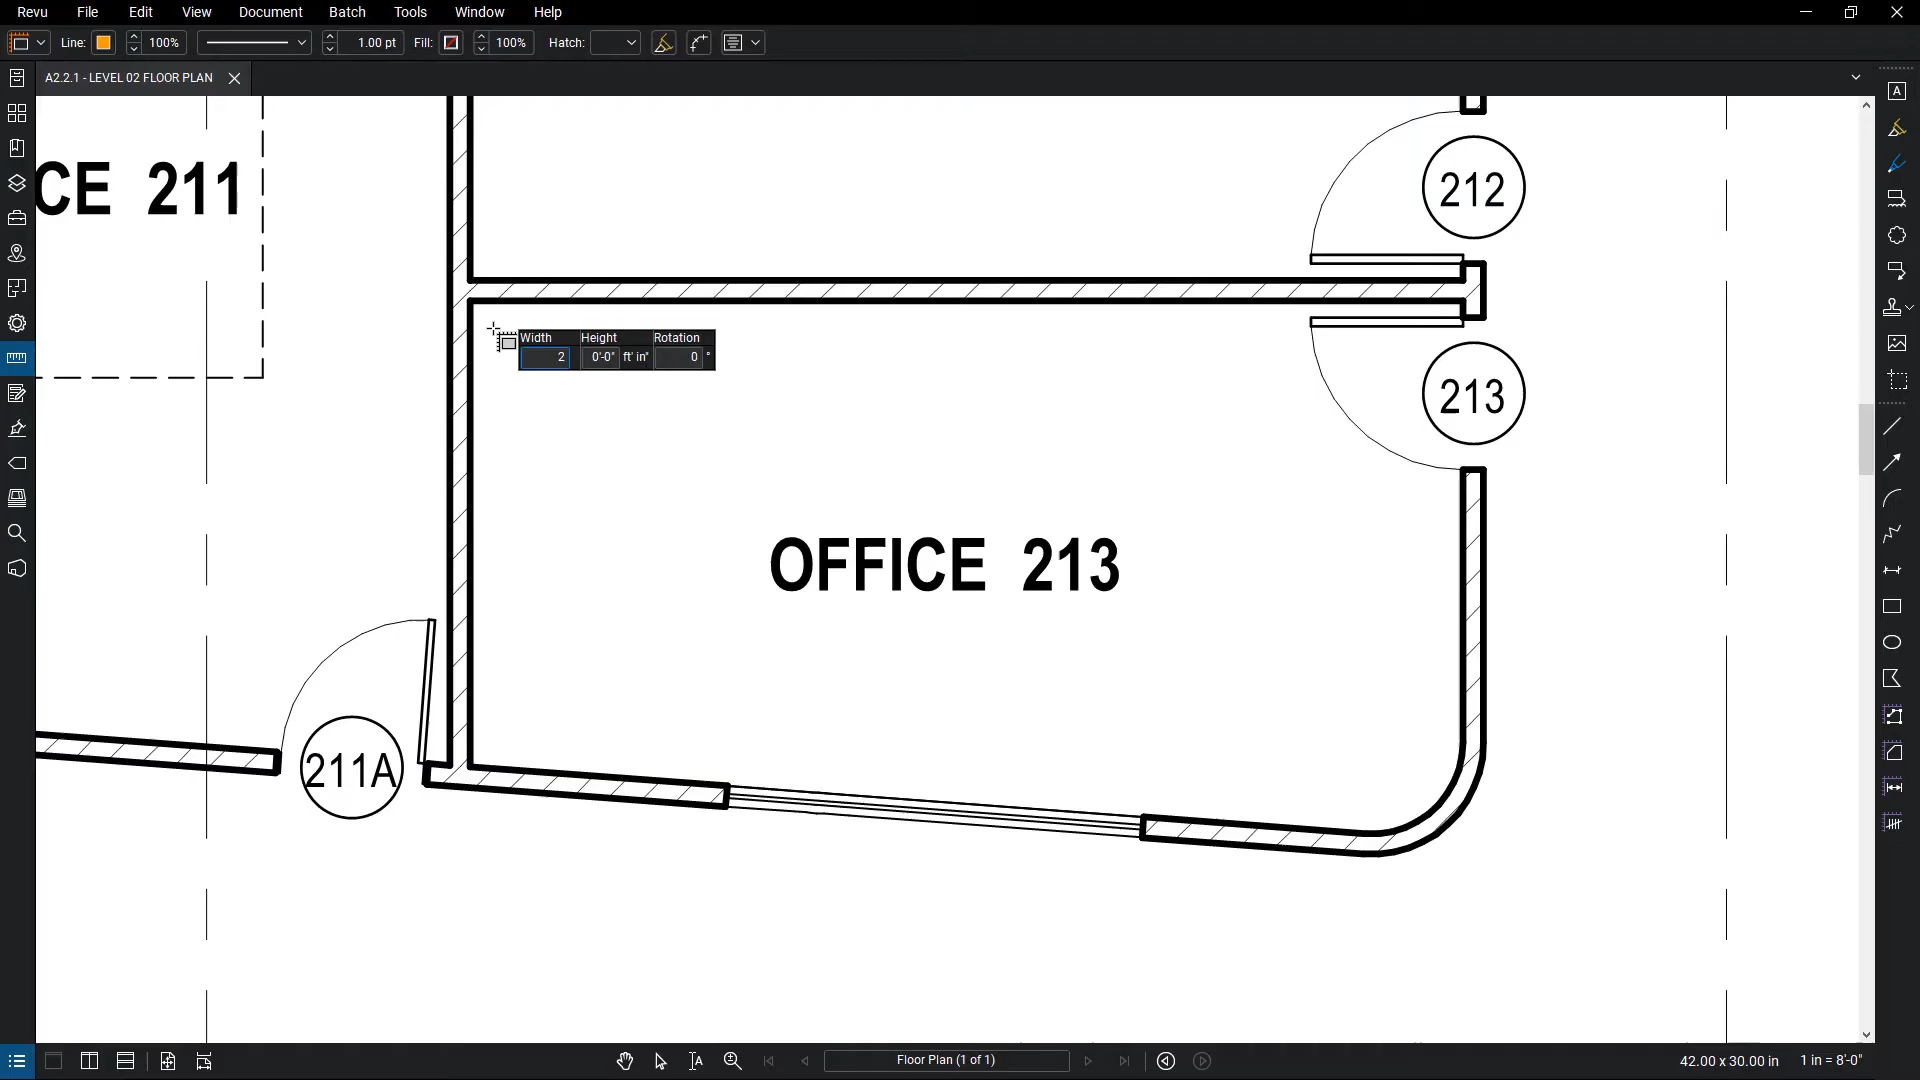 Revu File Edit View Document Batch Tools Window Help
Line: 100% 1.00 pt Fill: 100% Hatch:
A2.2.1 - LEVEL 02 FLOOR PLAN
A
CE 211
212
Width Height Rotation
2 0'-0" ft' in" 0 °
213
OFFICE 213
211A
A
Floor Plan (1 of 1)
42.00 x 30.00 in 1 in = 8'-0"